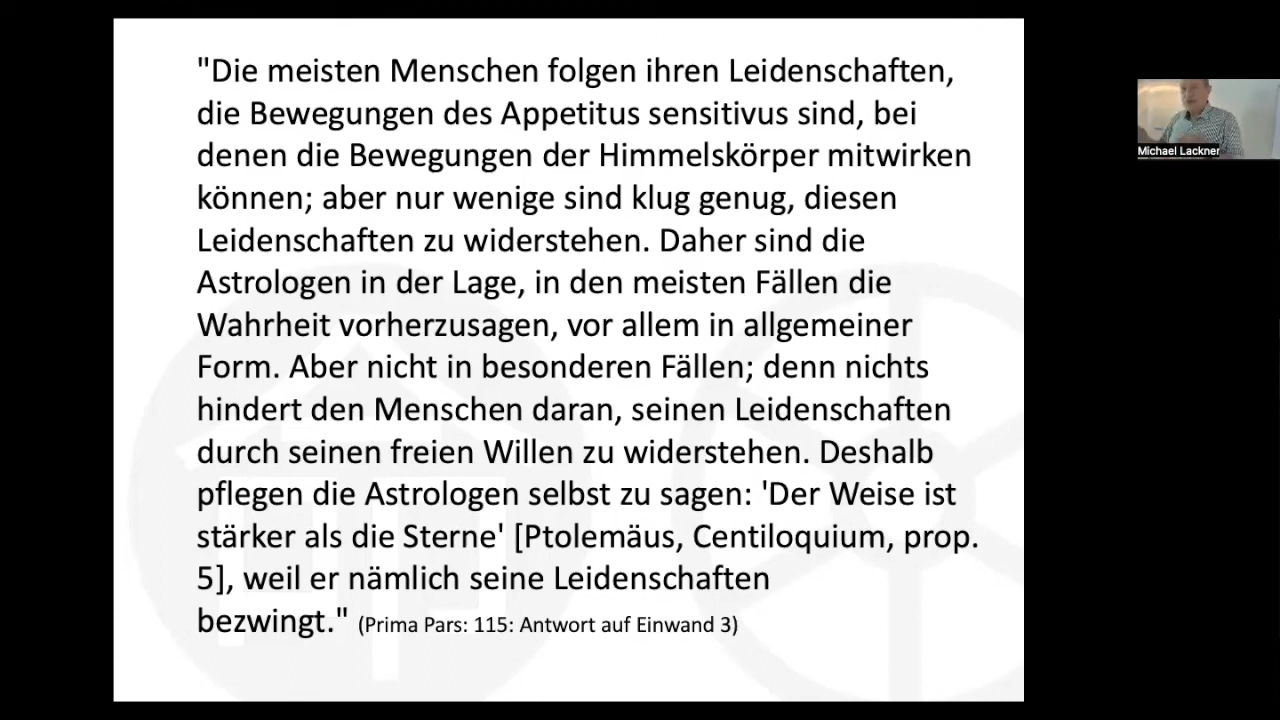 "Die meisten Menschen folgen ihren Leidenschaften,
die Bewegungen des Appetitus sensitivus sind, bei
denen die Bewegungen der Himmelskörper mitwirken
können; aber nur wenige sind klug genug, diesen
Leidenschaften zu widerstehen. Daher sind die
Astrologen in der Lage, in den meisten Fällen die
Wahrheit vorherzusagen, vor allem in allgemeiner
Form. Aber nicht in besonderen Fällen; denn nichts
hindert den Menschen daran, seinen Leidenschaften
durch seinen freien Willen zu widerstehen. Deshalb
pflegen die Astrologen selbst zu sagen: 'Der Weise ist
stärker als die Sterne' [Ptolemäus, Centiloquium, prop.
5], weil er nämlich seine Leidenschaften
bezwingt." (Prima Pars: 115: Antwort auf Einwand 3)
Michael Lackner